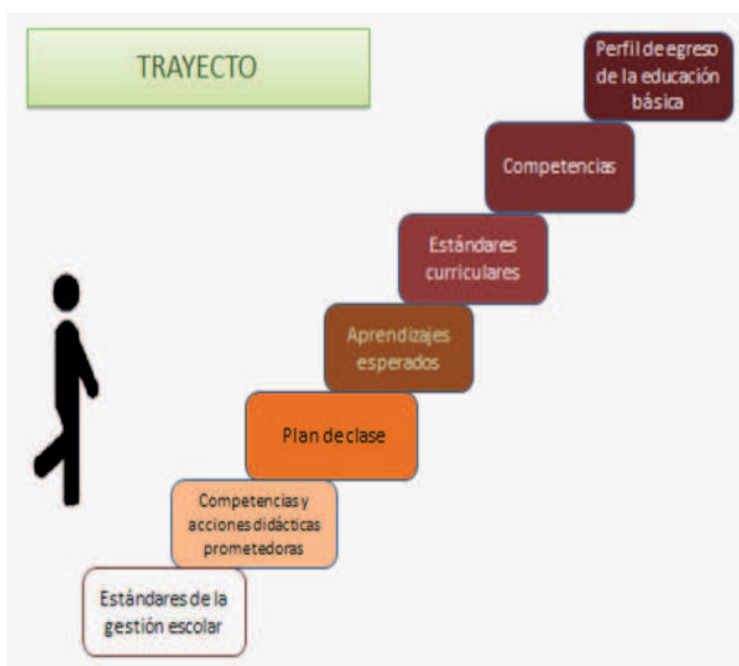 TRAYECTO
Perfil de egreso
de la educación
básica
Competencias
Estándares
curriculares
Aprendizajes
esperados
Plan de clase
Competencias y
acciones didácticas
prometedoras
Estándares de la
gestión escolar